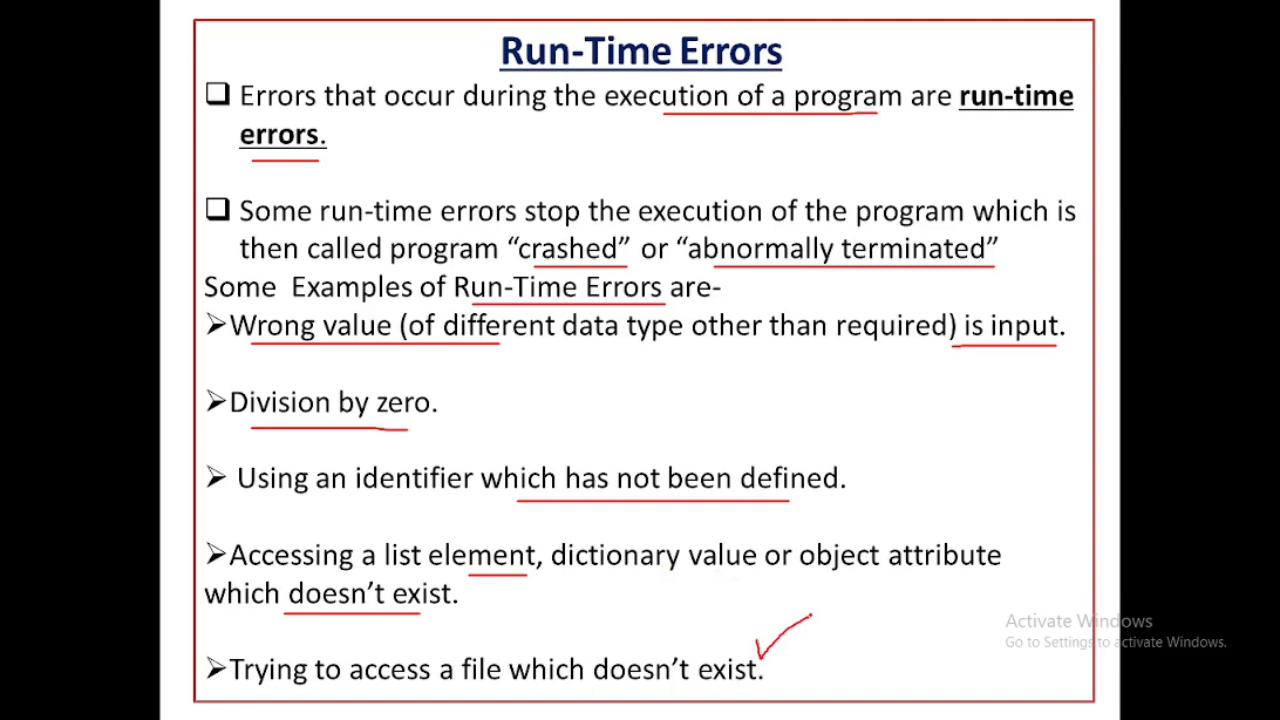 Run-Time Errors
❑ Errors that occur during the execution of a program are run-time
errors.
❑ Some run-time errors stop the execution of the program which is
then called program “crashed” or “abnormally terminated”
Some Examples of Run-Time Errors are-
➢Wrong value (of different data type other than required) is input.
➢Division by zero.
➢ Using an identifier which has not been defined.
➢Accessing a list element, dictionary value or object attribute
which doesn’t exist.
➢Trying to access a file which doesn’t exist.
Activate Windows
Go to Settings to activate Windows.